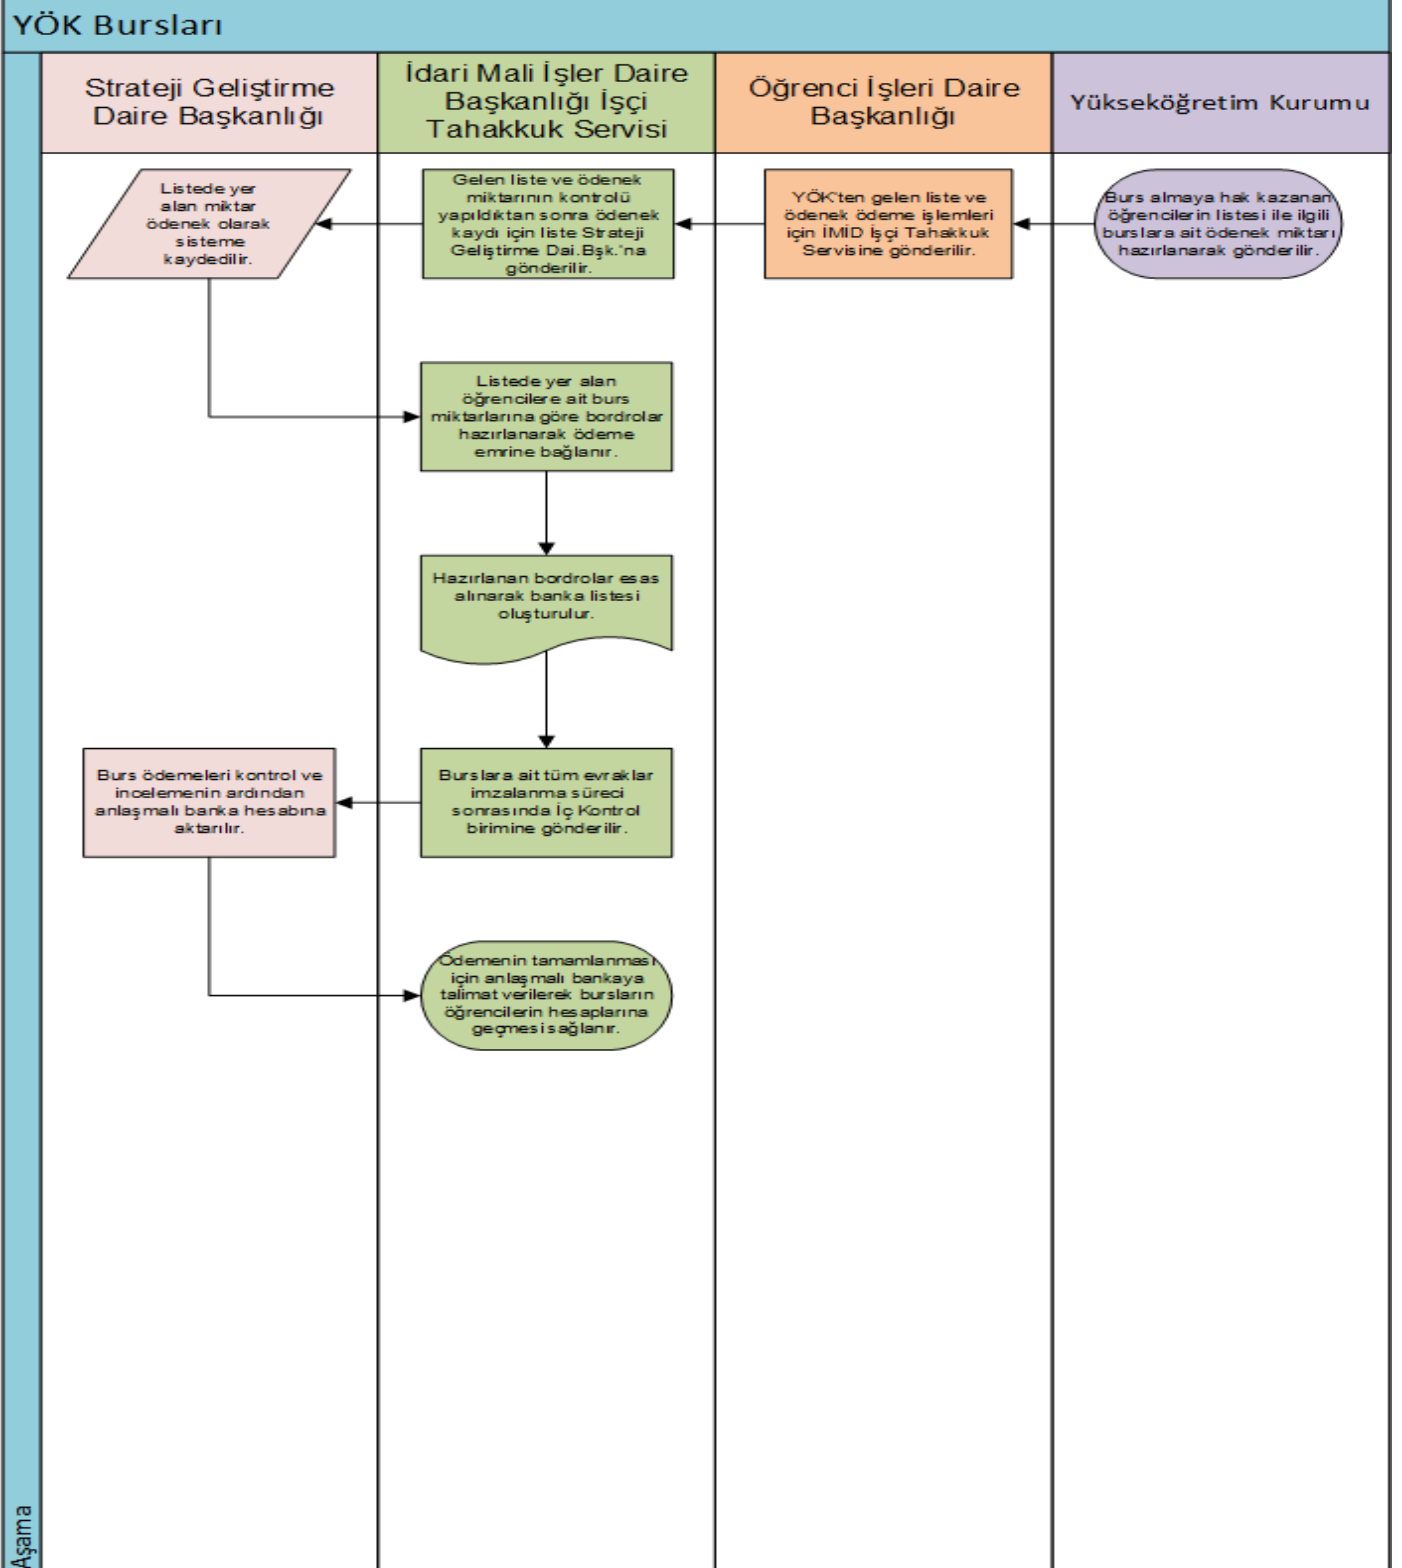 YÖK Bursları
Strateji Geliştirme
Daire Başkanlığı
İdari Mali İşler Daire
Başkanlığı İşçi
Tahakkuk Servisi
Öğrenci İşleri Daire
Başkanlığı
Yükseköğretim Kurumu
Listede yer
alan miktar
ödenek olarak
sisteme
kaydedilir.
Gelen liste ve ödenek
miktarının kontrolü
yapıldıktan sonra ödenek
kaydı için liste Strateji
Geliştirme Dai.Bşk.'na
gönderilir.
YÖK'ten gelen liste ve
ödenek ödeme işlemleri
için İMİD İşçi Tahakkuk
Servisine gönderilir.
Burs almaya hak kazanan
öğrencilerin listesi ile ilgili
burslara ait ödenek miktarı
hazırlanarak gönderilir.
Listede yer alan
öğrencilere ait burs
miktarlarına göre bordrolar
hazırlanarak ödeme
emrine bağlanır.
Hazırlanan bordrolar esas
alınarak banka listesi
oluşturulur.
Burs ödemeleri kontrol ve
incelemenin ardından
anlaşmalı banka hesabına
aktarılır.
Burslara ait tüm evraklar
imzalanma süreci
sonrasında İç Kontrol
birimine gönderilir.
Ödemenin tamamlanması
için anlaşmalı bankaya
talimat verilerek bursların
öğrencilerin hesaplarına
geçmesi sağlanır.
Aşama